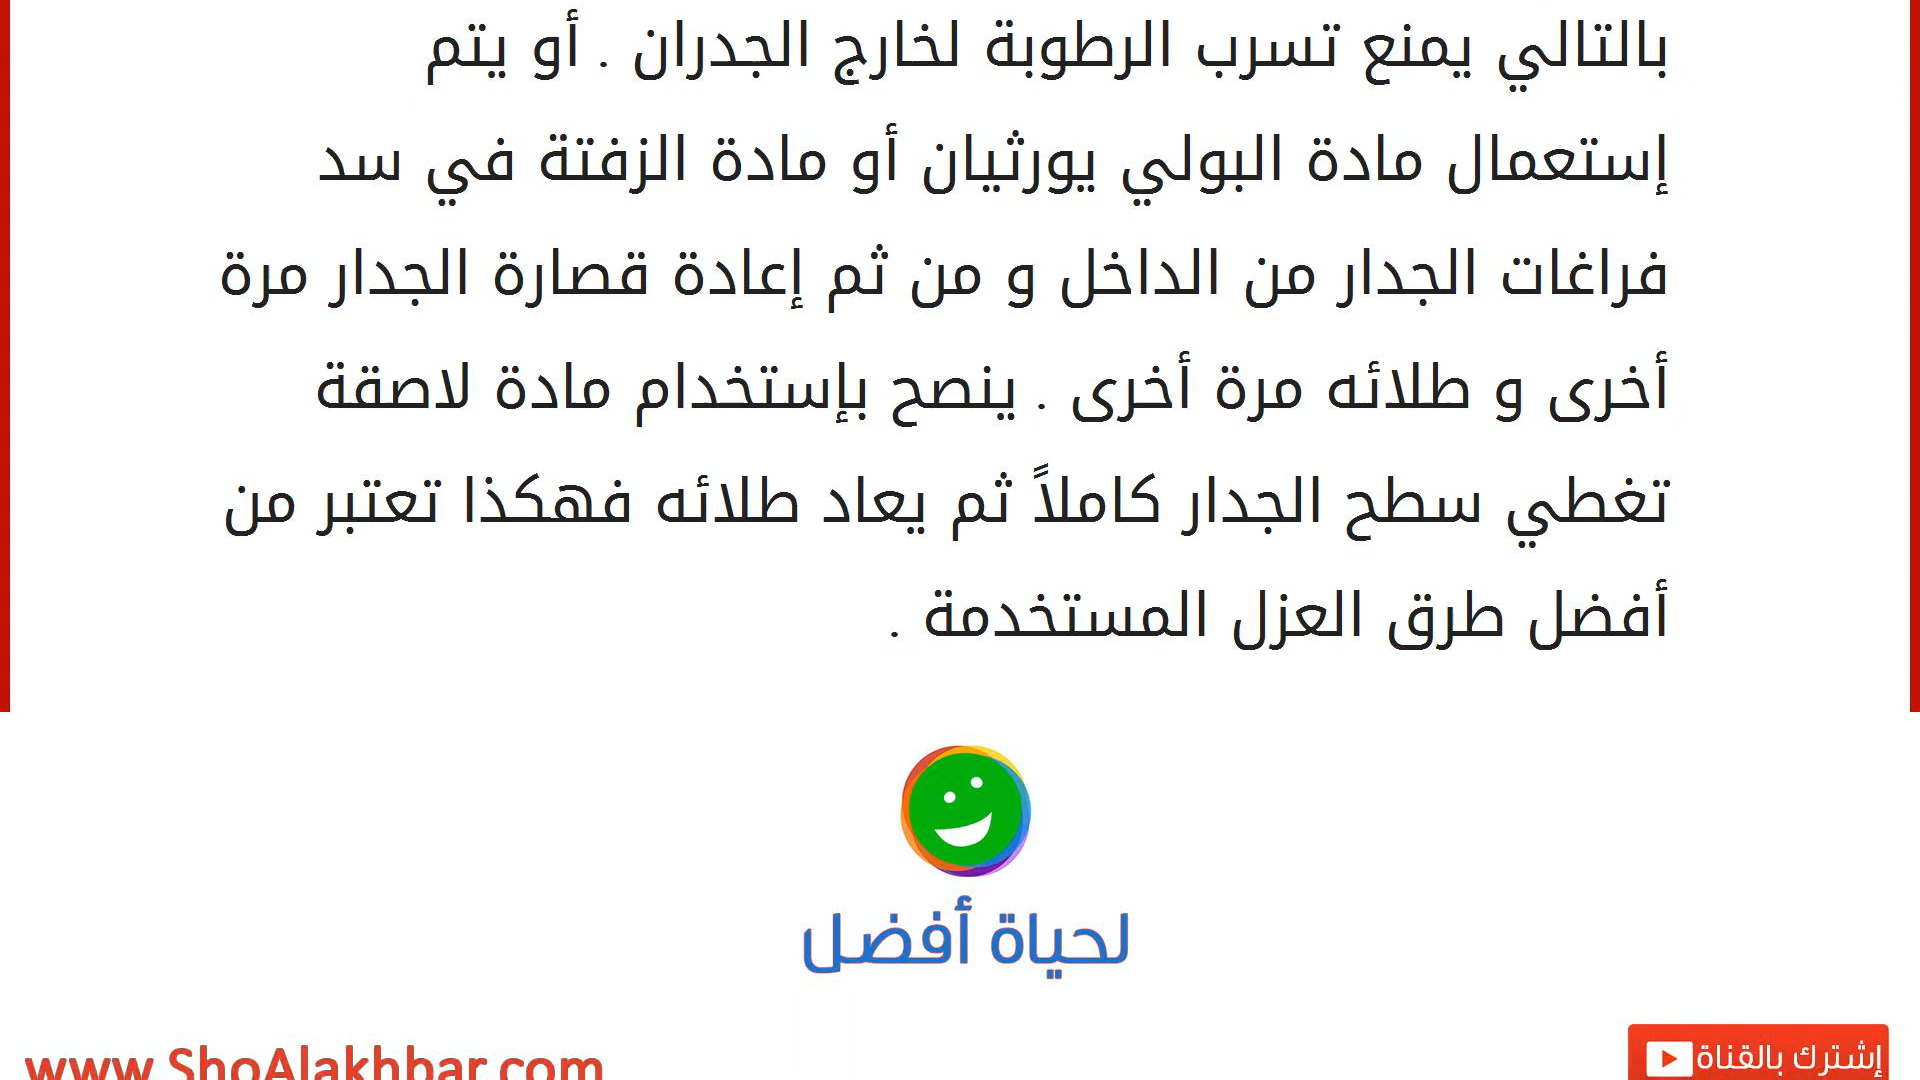 بالتالي يمنع تسرب الرطوبة لخارج الجدران . أو يتم
إستعمال مادة البولي يورثيان أو مادة الزفتة في سد
فراغات الجدار من الداخل و من ثم إعادة قصارة الجدار مرة
أخرى و طلائه مرة أخرى . ينصح بإستخدام مادة لاصقة
تغطي سطح الجدار كاملاً ثم يعاد طلائه فهكذا تعتبر من
أفضل طرق العزل المستخدمة .
لحياة أفضل
www.ShoAlakhbar.com
إشترك بالقناة